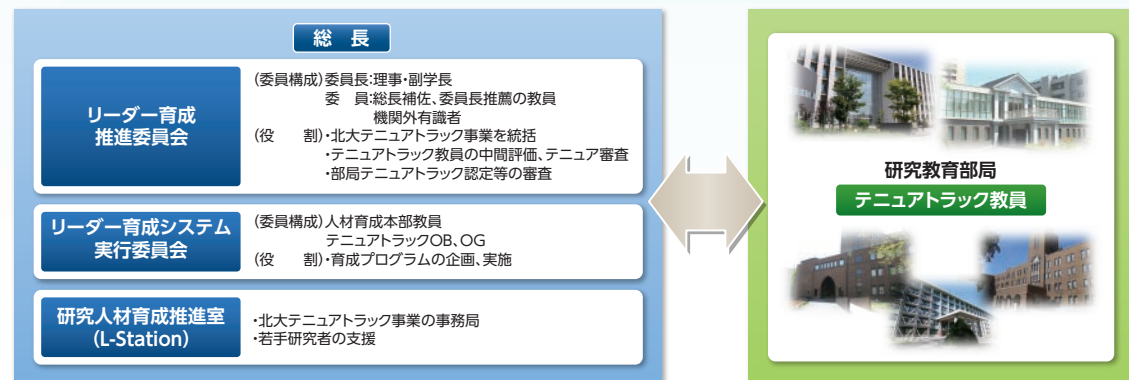 総 長
リーダー育成
推進委員会
(委員構成)委員長:理事・副学長
委 員:総長補佐、委員長推薦の教員
機関外有識者
(役 割)・北大テニュアトラック事業を統括
・テニュアトラック教員の中間評価、テニュア審査
・部局テニュアトラック認定等の審査
リーダー育成システム
実行委員会
(委員構成)人材育成本部教員
テニュアトラックOB、OG
(役 割)・育成プログラムの企画、実施
研究人材育成推進室
(L-Station)
・北大テニュアトラック事業の事務局
・若手研究者の支援
研究教育部局
テニュアトラック教員